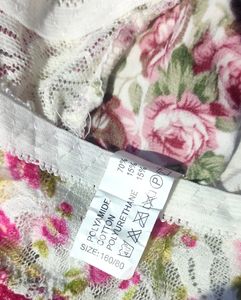 70% POLYAMIDE
15% COTTON
15% POLYURETHANE
P
SIZE:160/80